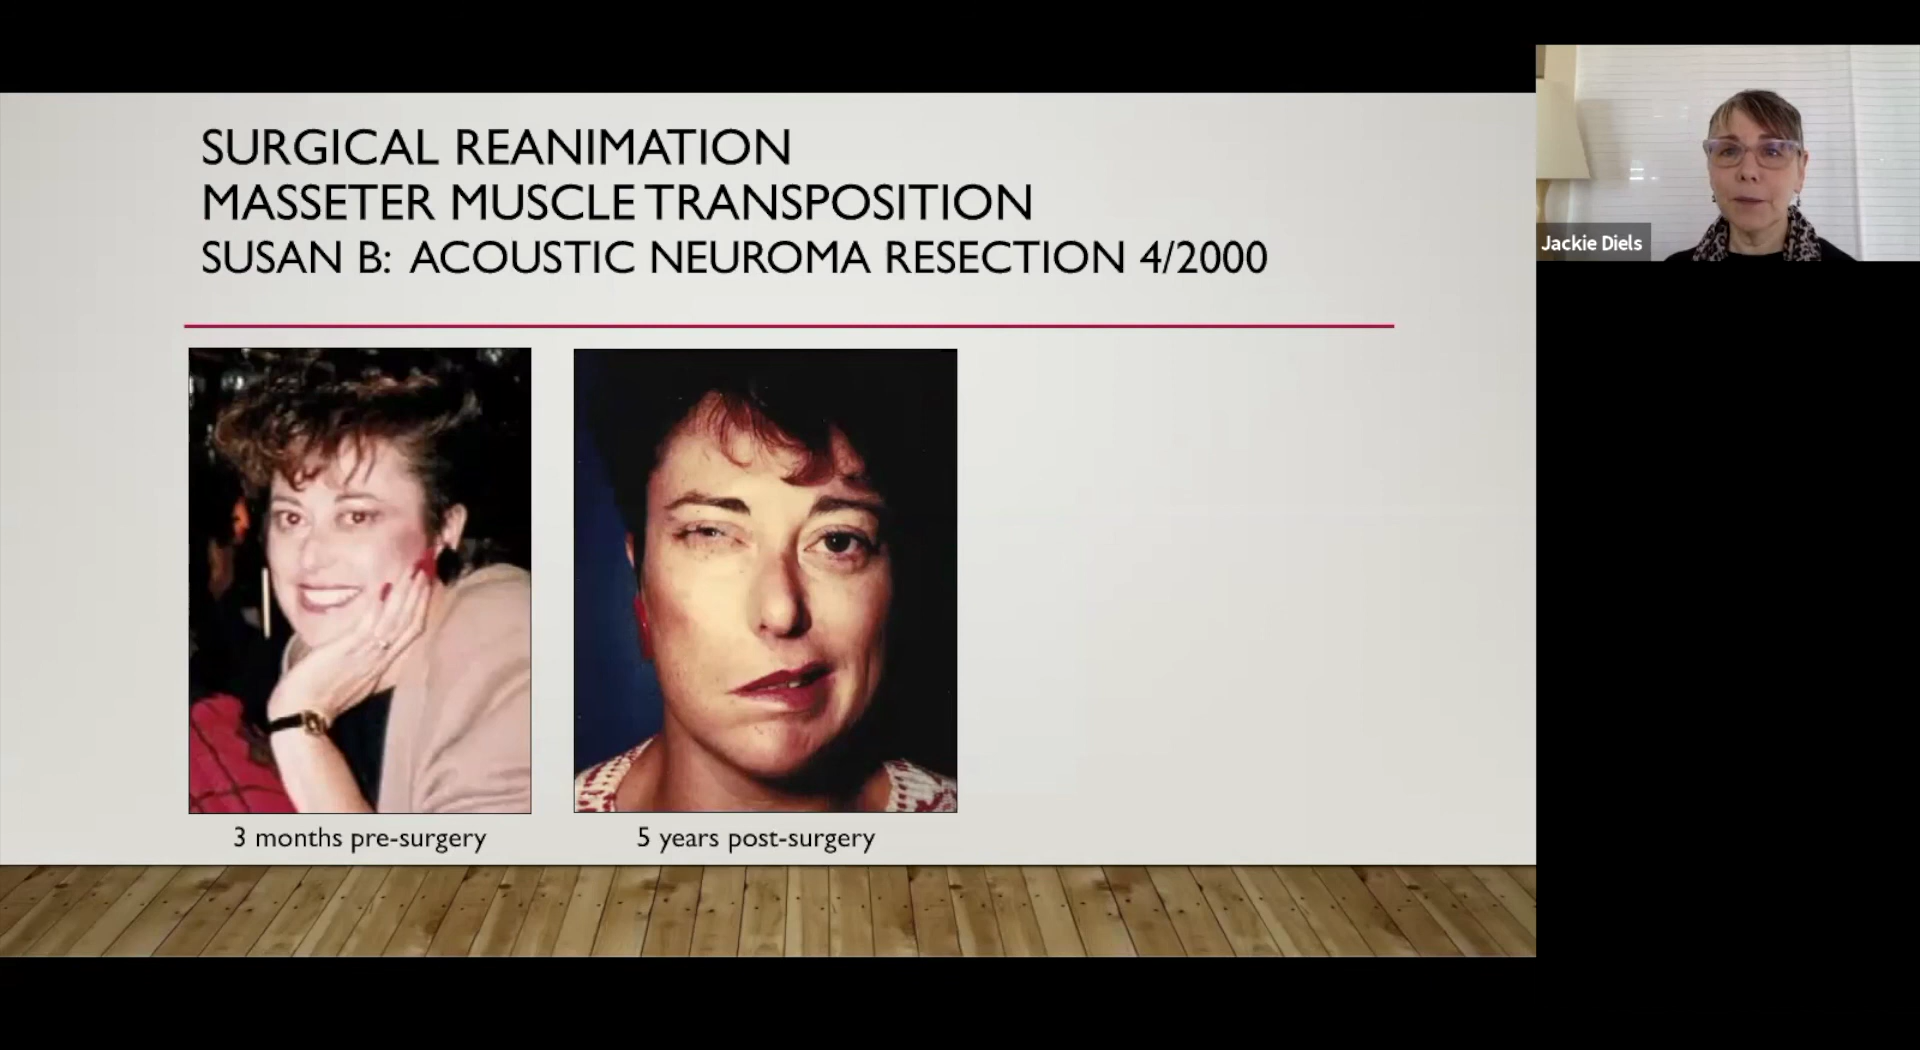 SURGICAL REANIMATION
MASSETER MUSCLE TRANSPOSITION
SUSAN B: ACOUSTIC NEUROMA RESECTION 4/2000
3 months pre-surgery
5 years post-surgery
Jackie Diels